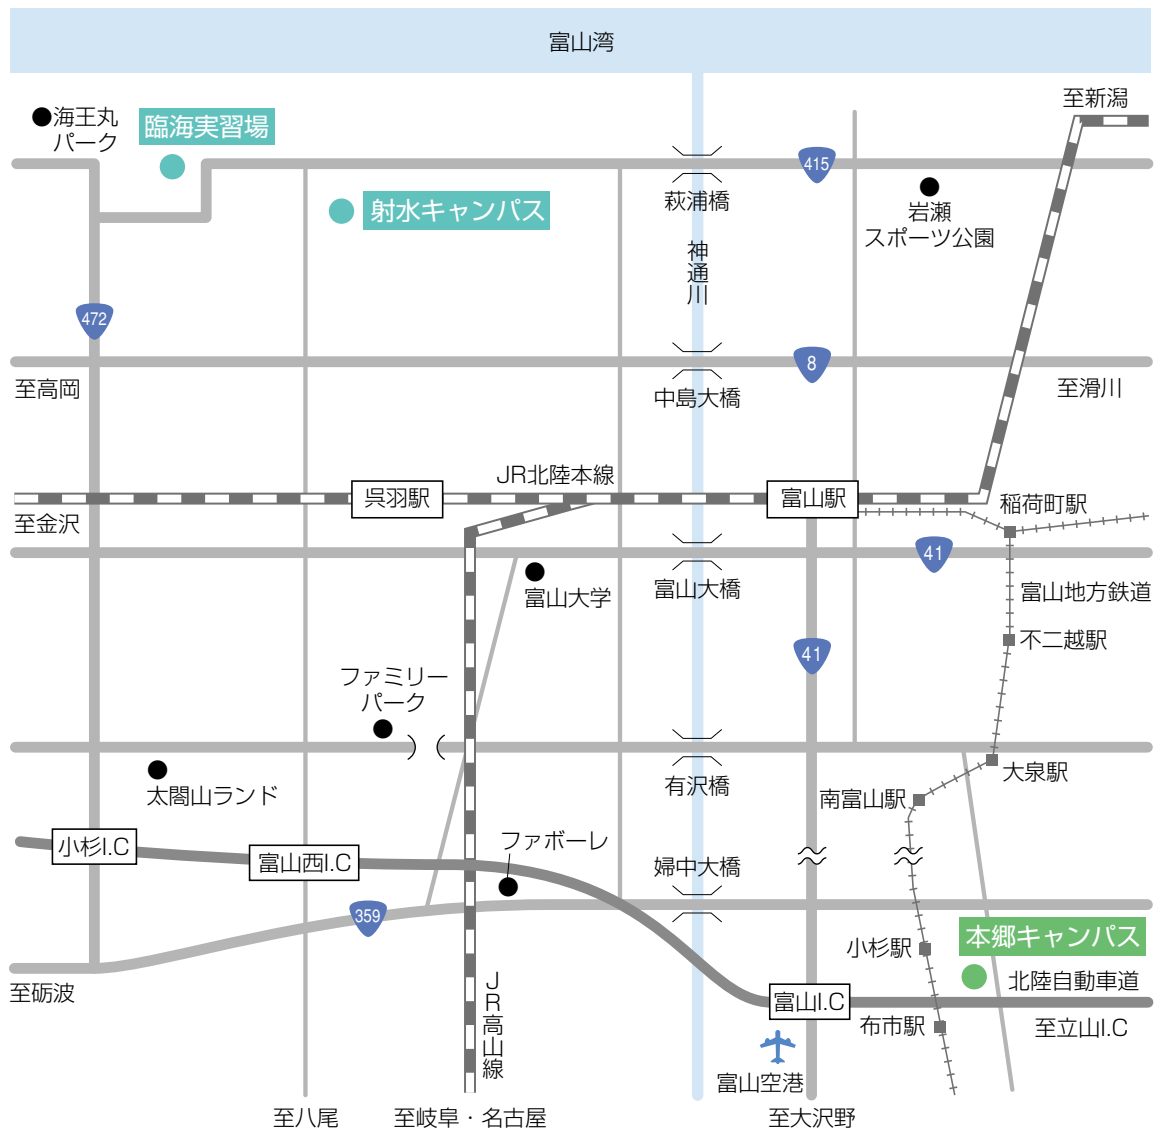 富山湾
至新潟
海王丸
パーク
臨海実習場
415
射水キャンパス
萩浦橋
岩瀬
スポーツ公園
神通川
472
8
至高岡
中島大橋
至滑川
JR北陸本線
呉羽駅
富山駅
至金沢
稲荷町駅
41
富山大学
富山大橋
富山地方鉄道
不二越駅
41
ファミリー
パーク
太閤山ランド
有沢橋
大泉駅
南富山駅
小杉I.C
富山西I.C
ファボーレ
婦中大橋
359
本郷キャンパス
小杉駅
至砺波
北陸自動車道
富山I.C
布市駅
至立山I.C
JR高山線
富山空港
至八尾
至岐阜・名古屋
至大沢野